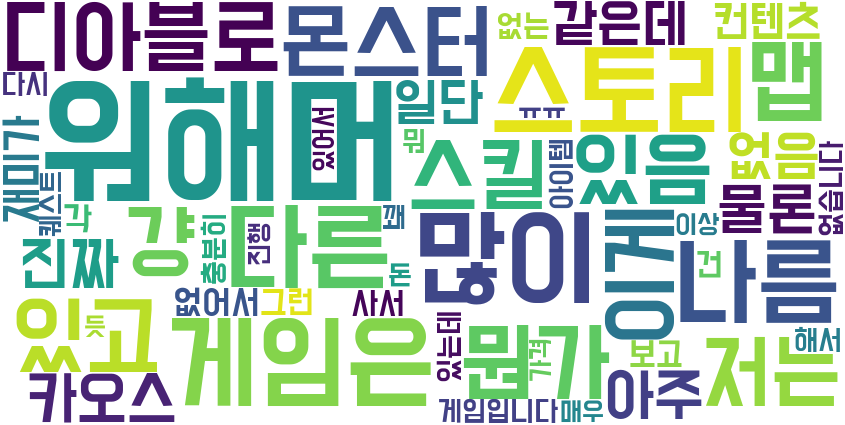 디아블로
몬스터
없는
같은데
컨텐츠
다시
워해머
있어서
일단
스토리
ㅠㅠ
맵
재미가
뭐
스킬
아이템
있음
없음
없습니다
퀘스트
각
진짜
걍
충분히
다른
진행
꽤
돈
많이
이게
이상
물론
건
나름
있고
듯
없어서
그런
사서
게임은
있는데
뭔가
가격
보고
저는
해서
카오스
게임입니다
매우
아주